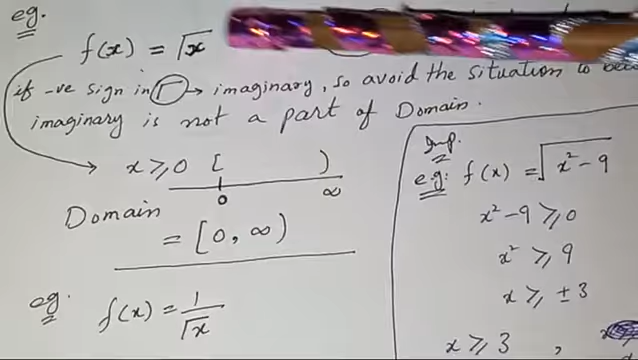 eg.
f(x) = √x
if -ve sign in √ → imaginary, so avoid the situation to
imaginary is not a part of Domain.
x ≥ 0 [ )
0 ∞
Domain
= [0, ∞)
eg. f(x) = 1/√x
Imp.
e.g: f(x) = √(x² - 9)
x² - 9 ≥ 0
x² ≥ 9
x ≥ ± 3
x ≥ 3 ,